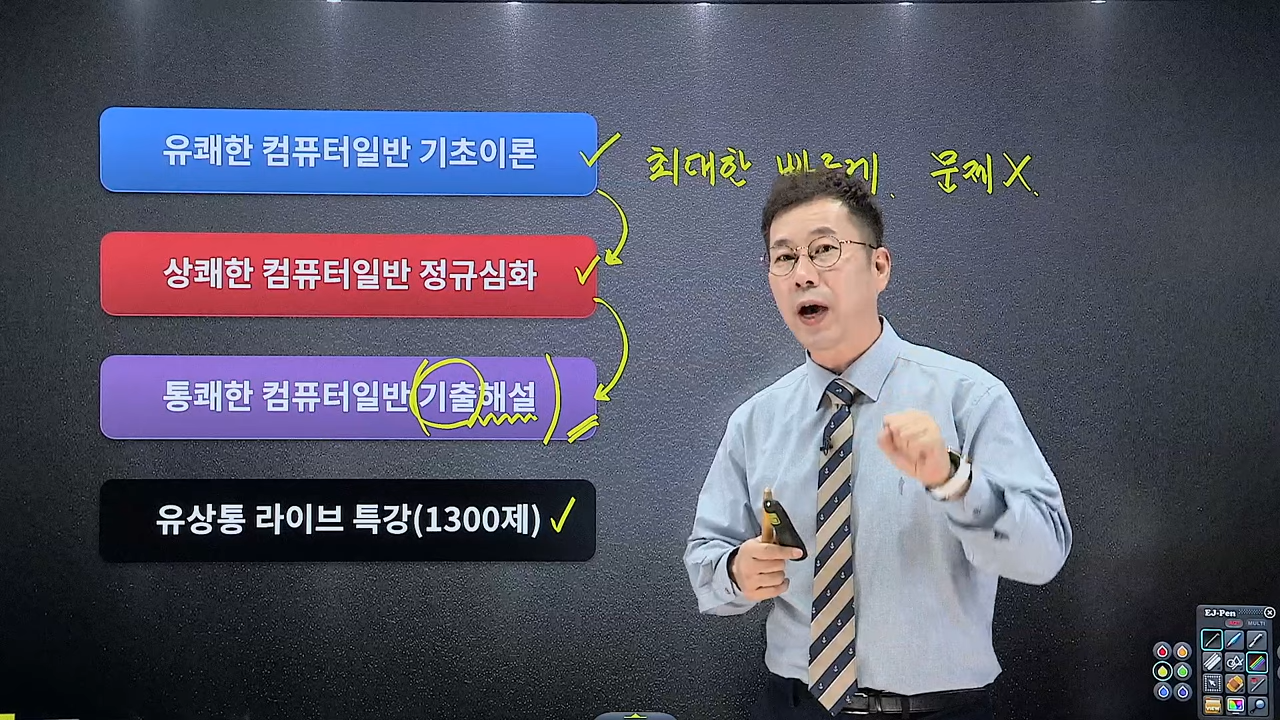 유쾌한 컴퓨터일반 기초이론
최대한 빠르게. 문제X.
상쾌한 컴퓨터일반 정규심화
통쾌한 컴퓨터일반 기출해설
유상통 라이브 특강(1300제)
EJ-Pen
MULTI